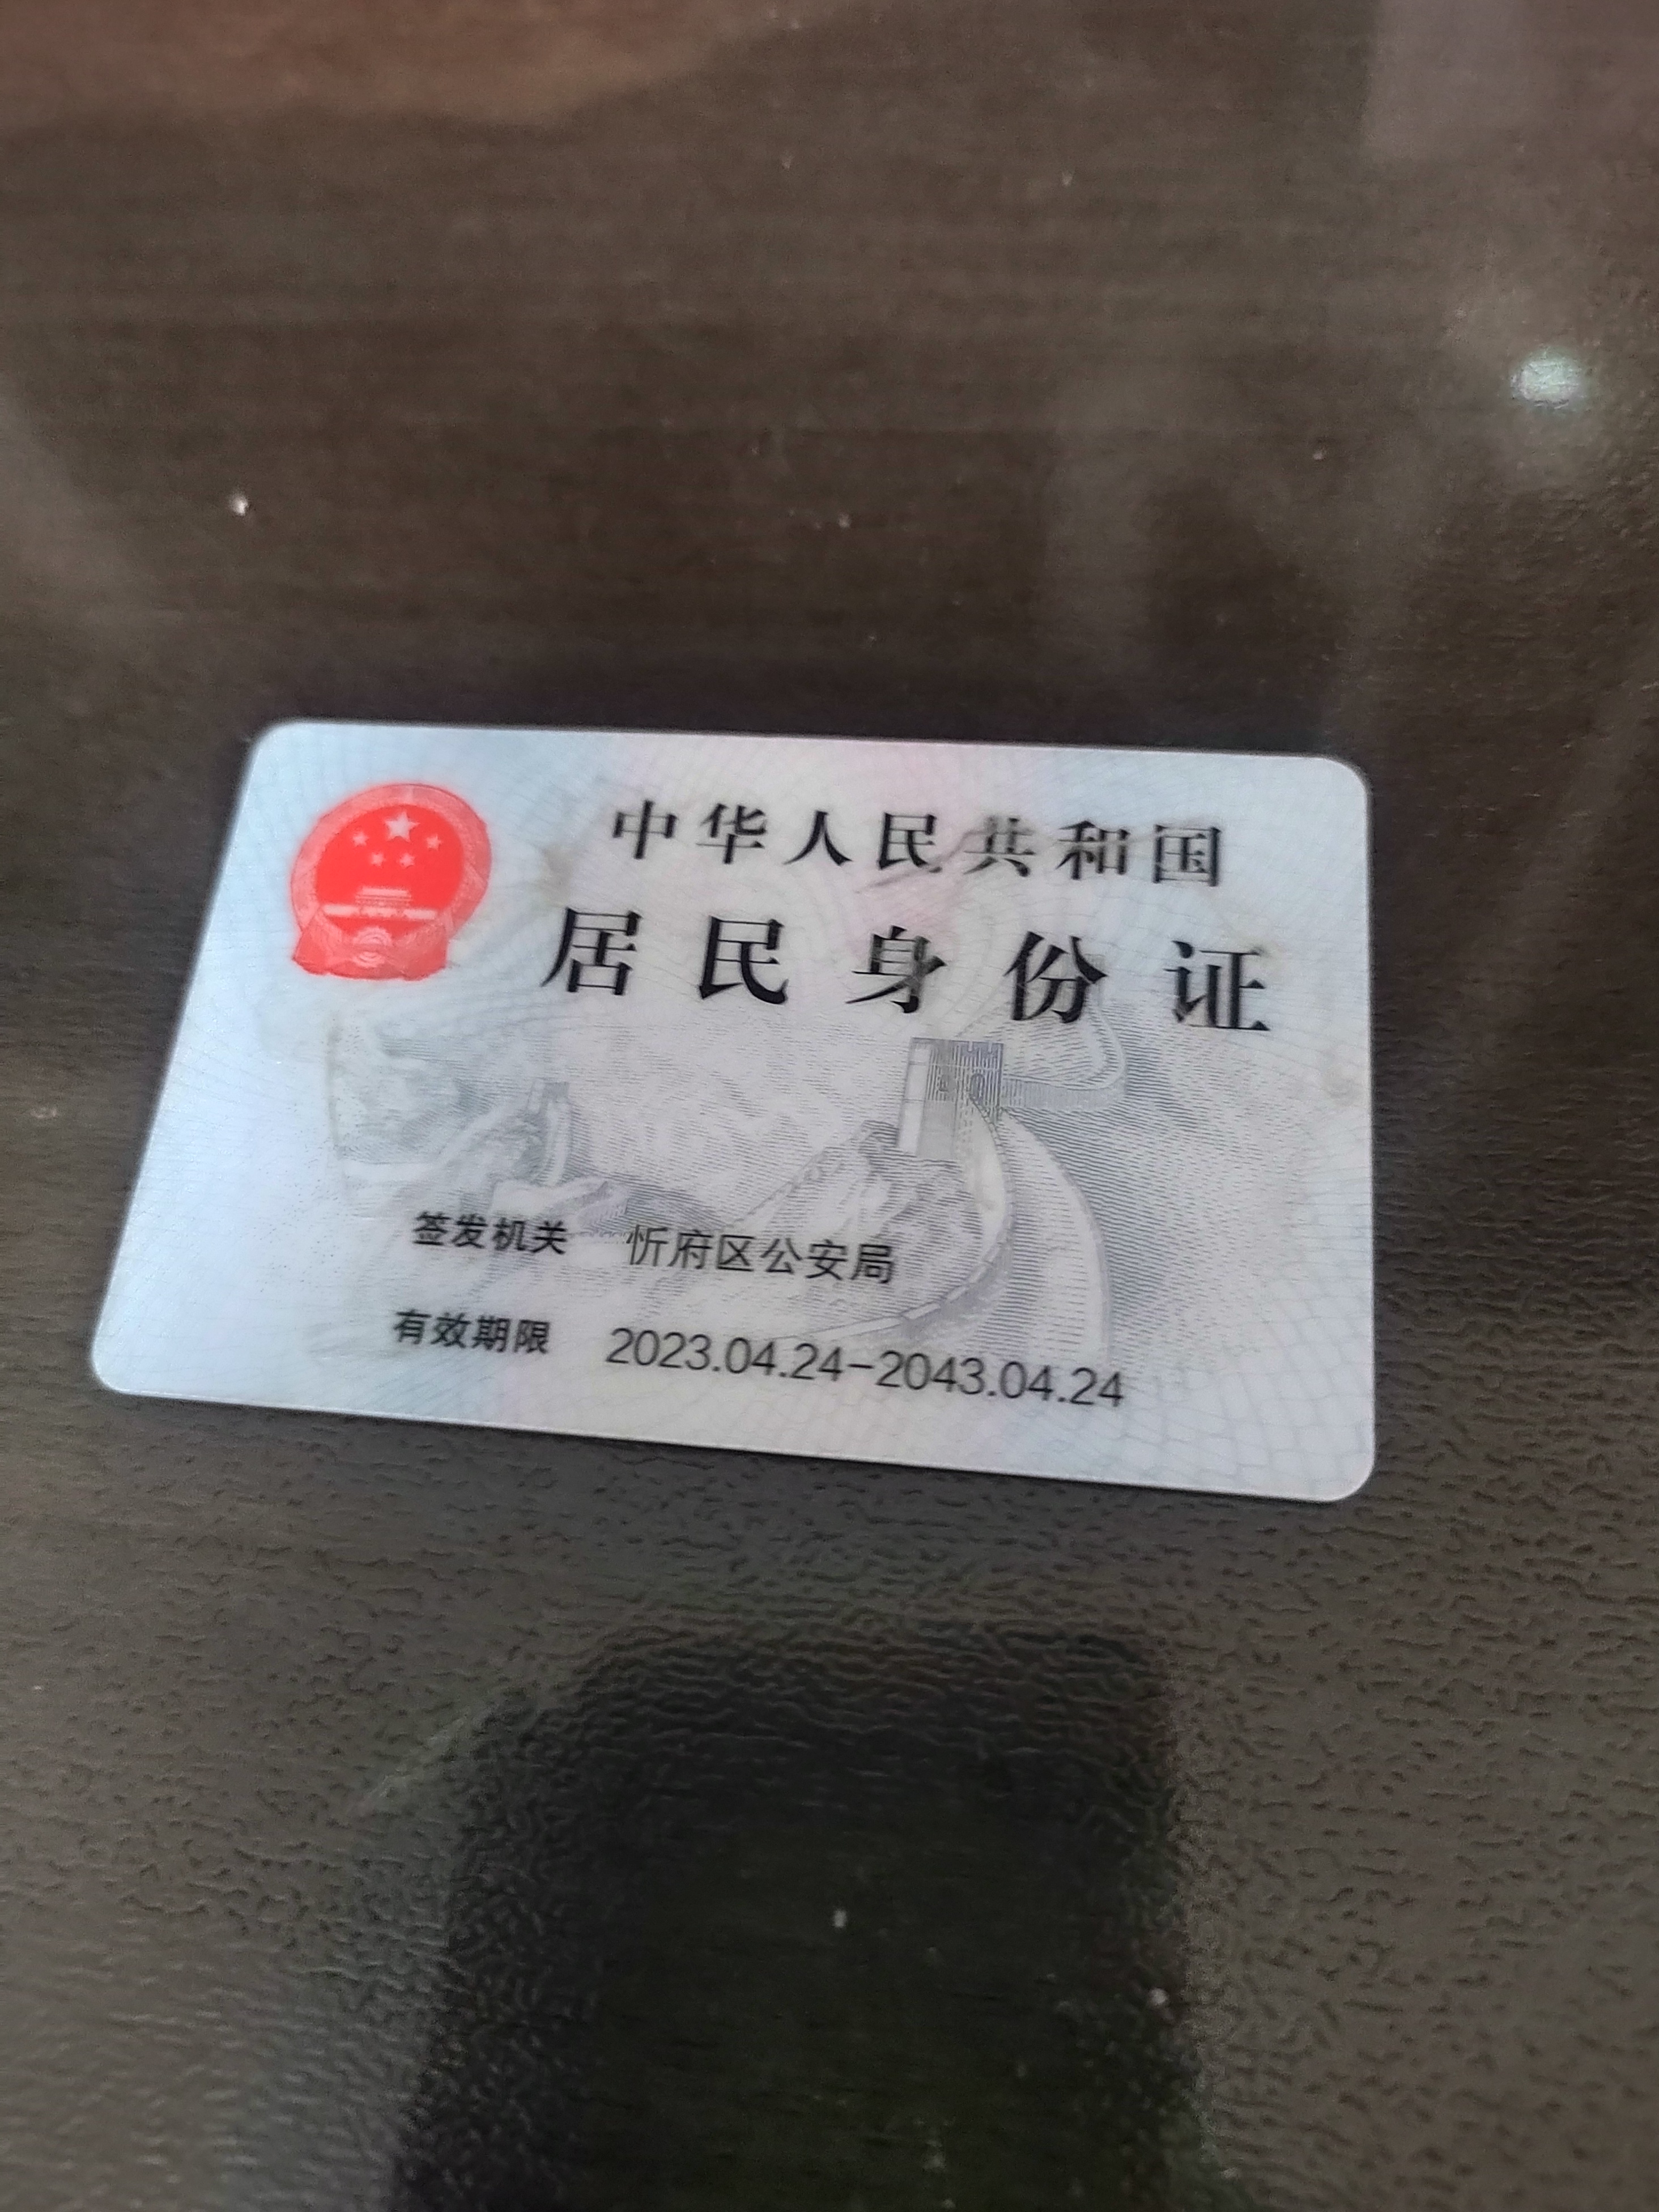 中华人民共和国
居民身份证
签发机关 忻府区公安局
有效期限 2023.04.24-2043.04.24